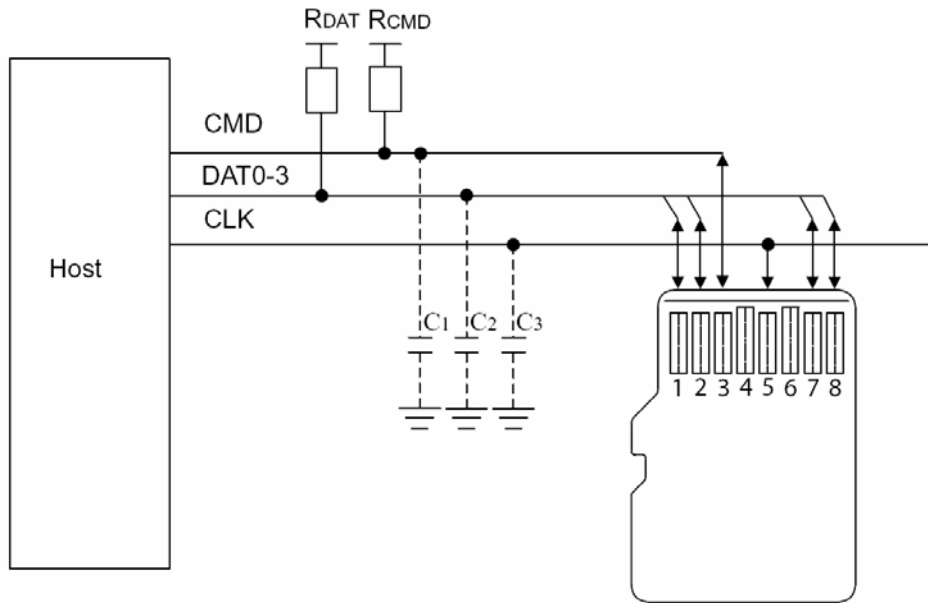 RDAT RCMD
CMD
DAT0-3
CLK
Host
C1 C2 C3
1 2 3 4 5 6 7 8